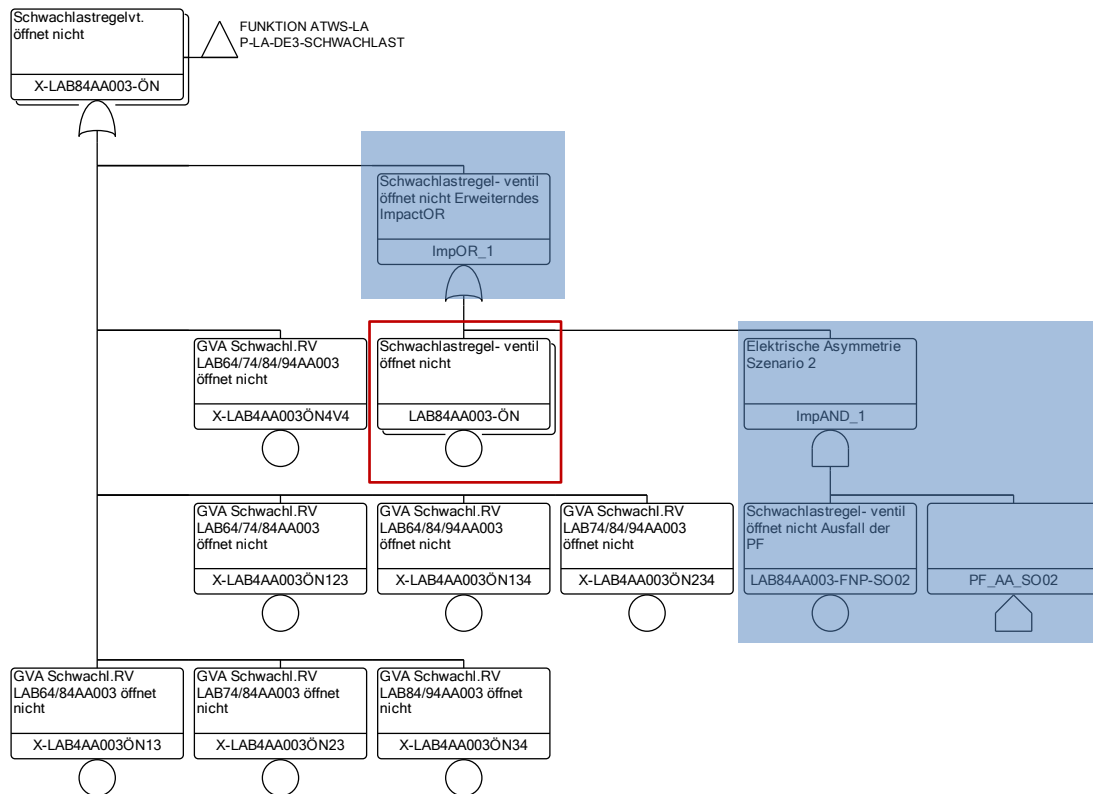 Schwachlastregelvt.
öffnet nicht
X-LAB84AA003-ÖN
FUNKTION ATWS-LA
P-LA-DE3-SCHWACHLAST
Schwachlastregel- ventil
öffnet nicht Erweiterndes
ImpactOR
ImpOR_1
GVA Schwachl.RV
LAB64/74/84/94AA003
öffnet nicht
X-LAB4AA003ÖN4V4
Schwachlastregel- ventil
öffnet nicht
LAB84AA003-ÖN
Elektrische Asymmetrie
Szenario 2
ImpAND_1
GVA Schwachl.RV
LAB64/74/84AA003
öffnet nicht
X-LAB4AA003ÖN123
GVA Schwachl.RV
LAB64/84/94AA003
öffnet nicht
X-LAB4AA003ÖN134
GVA Schwachl.RV
LAB74/84/94AA003
öffnet nicht
X-LAB4AA003ÖN234
Schwachlastregel- ventil
öffnet nicht Ausfall der
PF
LAB84AA003-FNP-SO02
PF_AA_SO02
GVA Schwachl.RV
LAB64/84AA003 öffnet
nicht
X-LAB4AA003ÖN13
GVA Schwachl.RV
LAB74/84AA003 öffnet
nicht
X-LAB4AA003ÖN23
GVA Schwachl.RV
LAB84/94AA003 öffnet
nicht
X-LAB4AA003ÖN34